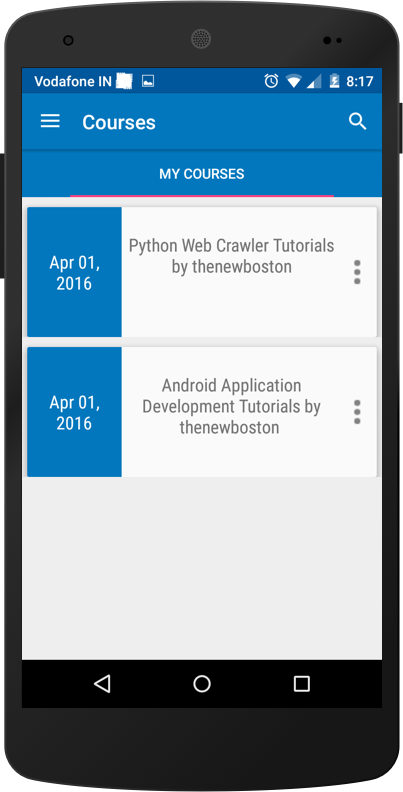 Vodafone IN
8:17
Courses
MY COURSES
Apr 01,
2016
Python Web Crawler Tutorials
by thenewboston
Apr 01,
2016
Android Application
Development Tutorials by
thenewboston